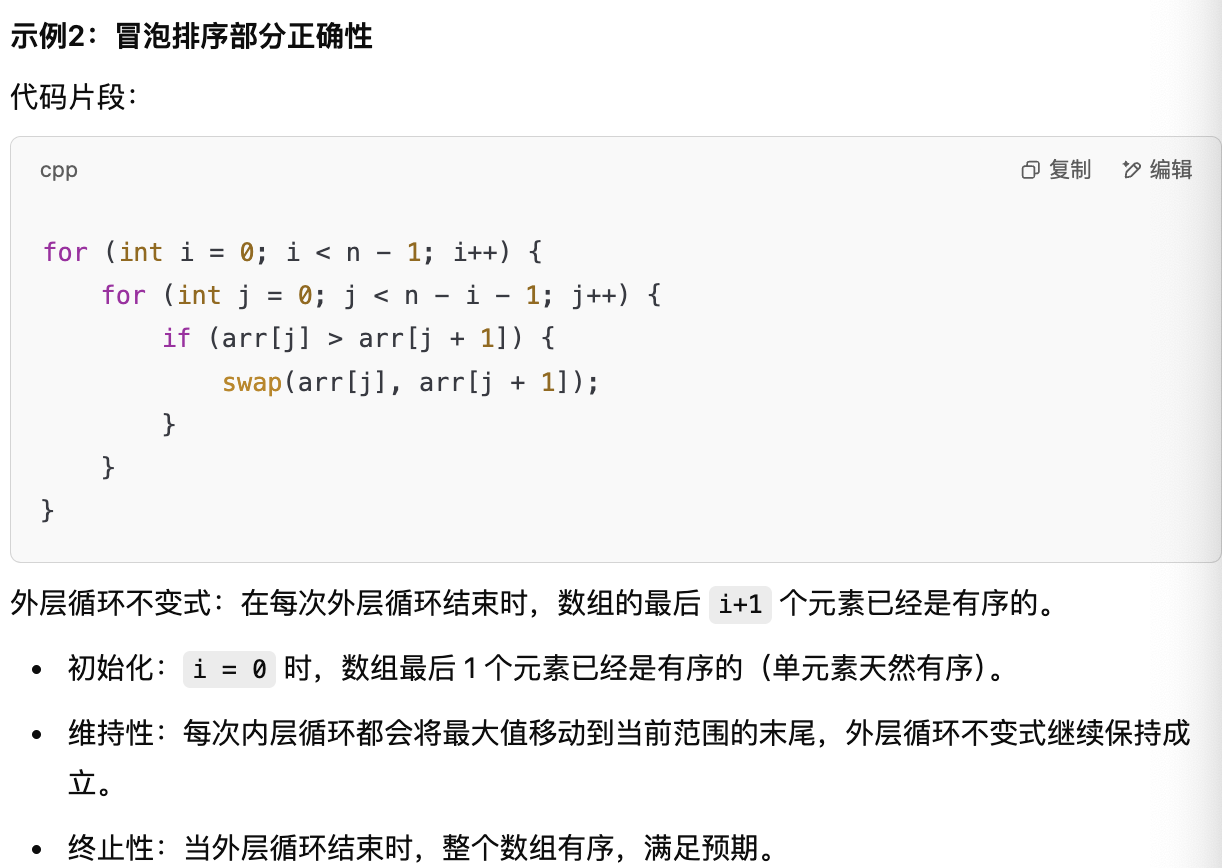 示例2：冒泡排序部分正确性
代码片段：
cpp
复制 编辑
for (int i = 0; i < n - 1; i++) {
    for (int j = 0; j < n - i - 1; j++) {
        if (arr[j] > arr[j + 1]) {
            swap(arr[j], arr[j + 1]);
        }
    }
}
外层循环不变式：在每次外层循环结束时，数组的最后 i+1 个元素已经是有序的。
• 初始化： i = 0 时，数组最后 1 个元素已经是有序的（单元素天然有序）。
• 维持性：每次内层循环都会将最大值移动到当前范围的末尾，外层循环不变式继续保持成
立。
• 终止性：当外层循环结束时，整个数组有序，满足预期。